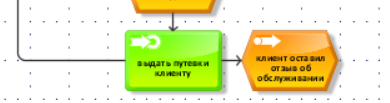 выдать путевки
клиенту
клиент оставил
отзыв об
обслуживании